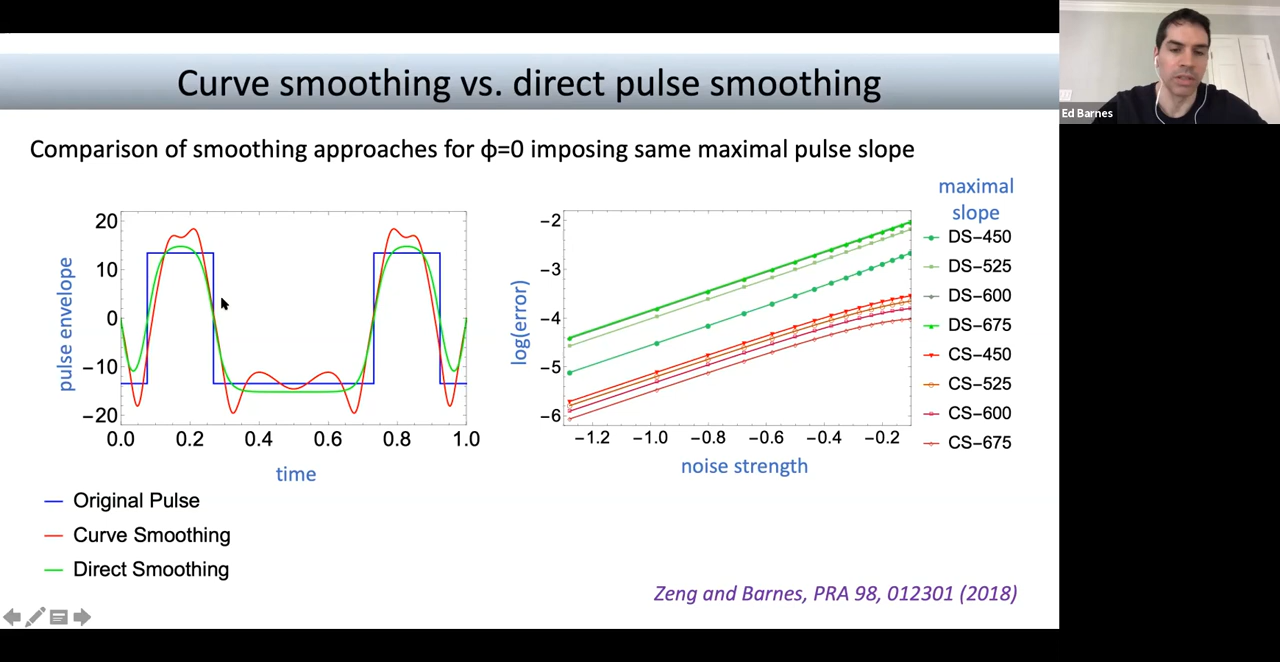 Curve smoothing vs. direct pulse smoothing
Ed Barnes
Comparison of smoothing approaches for ϕ=0 imposing same maximal pulse slope
pulse envelope
20
10
0
−10
−20
0.0 0.2 0.4 0.6 0.8 1.0
time
Original Pulse
Curve Smoothing
Direct Smoothing
log(error)
−2
−3
−4
−5
−6
−1.2 −1.0 −0.8 −0.6 −0.4 −0.2
noise strength
maximal
slope
DS−450
DS−525
DS−600
DS−675
CS−450
CS−525
CS−600
CS−675
Zeng and Barnes, PRA 98, 012301 (2018)